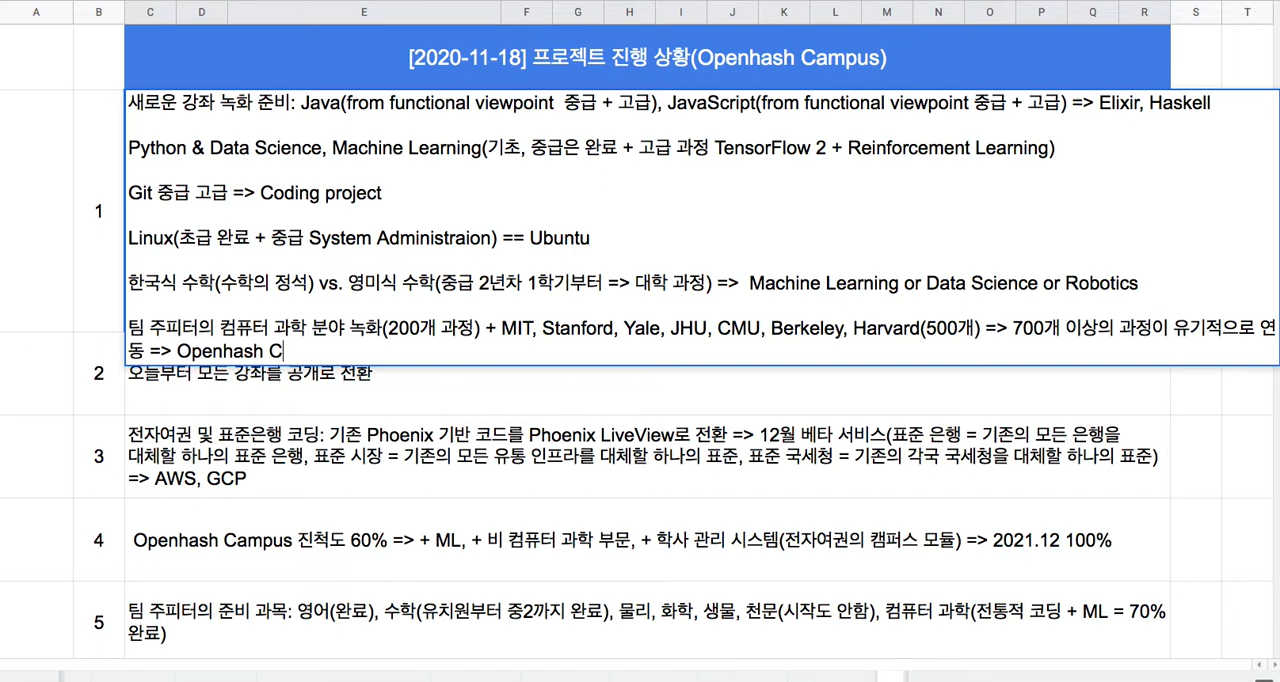 A B C D E F G H I J K L M N O P Q R S T
[2020-11-18] 프로젝트 진행 상황(Openhash Campus)
1
새로운 강좌 녹화 준비: Java(from functional viewpoint 중급 + 고급), JavaScript(from functional viewpoint 중급 + 고급) => Elixir, Haskell
Python & Data Science, Machine Learning(기초, 중급은 완료 + 고급 과정 TensorFlow 2 + Reinforcement Learning)
Git 중급 고급 => Coding project
Linux(초급 완료 + 중급 System Administraion) == Ubuntu
한국식 수학(수학의 정석) vs. 영미식 수학(중급 2년차 1학기부터 => 대학 과정) => Machine Learning or Data Science or Robotics
팀 주피터의 컴퓨터 과학 분야 녹화(200개 과정) + MIT, Stanford, Yale, JHU, CMU, Berkeley, Harvard(500개) => 700개 이상의 과정이 유기적으로 연
동 => Openhash C
2
오늘부터 모든 강좌를 공개로 전환
3
전자여권 및 표준은행 코딩: 기존 Phoenix 기반 코드를 Phoenix LiveView로 전환 => 12월 베타 서비스(표준 은행 = 기존의 모든 은행을
대체할 하나의 표준 은행, 표준 시장 = 기존의 모든 유통 인프라를 대체할 하나의 표준, 표준 국세청 = 기존의 각국 국세청을 대체할 하나의 표준)
=> AWS, GCP
4
Openhash Campus 진척도 60% => + ML, + 비 컴퓨터 과학 부문, + 학사 관리 시스템(전자여권의 캠퍼스 모듈) => 2021.12 100%
5
팀 주피터의 준비 과목: 영어(완료), 수학(유치원부터 중2까지 완료), 물리, 화학, 생물, 천문(시작도 안함), 컴퓨터 과학(전통적 코딩 + ML = 70%
완료)